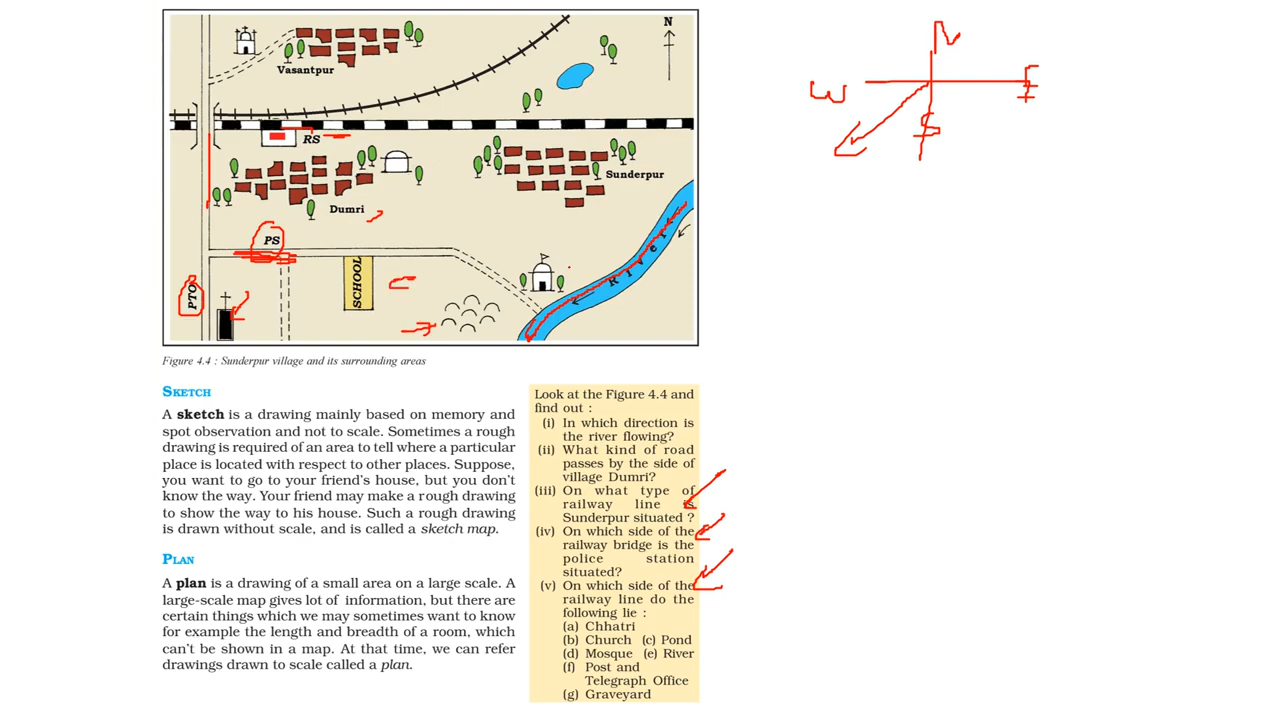 N
Vasantpur
RS
Sunderpur
Dumri
PS
River
PTO
SCHOOL
N
W
E
S
Figure 4.4 : Sunderpur village and its surrounding areas
SKETCH
A sketch is a drawing mainly based on memory and
spot observation and not to scale. Sometimes a rough
drawing is required of an area to tell where a particular
place is located with respect to other places. Suppose,
you want to go to your friend's house, but you don't
know the way. Your friend may make a rough drawing
to show the way to his house. Such a rough drawing
is drawn without scale, and is called a sketch map.
PLAN
A plan is a drawing of a small area on a large scale. A
large-scale map gives lot of information, but there are
certain things which we may sometimes want to know
for example the length and breadth of a room, which
can't be shown in a map. At that time, we can refer
drawings drawn to scale called a plan.
Look at the Figure 4.4 and
find out :
(i) In which direction is
the river flowing?
(ii) What kind of road
passes by the side of
village Dumri?
(iii) On what type of
railway line is
Sunderpur situated ?
(iv) On which side of the
railway bridge is the
police station
situated?
(v) On which side of the
railway line do the
following lie :
(a) Chhatri
(b) Church (c) Pond
(d) Mosque (e) River
(f) Post and
Telegraph Office
(g) Graveyard